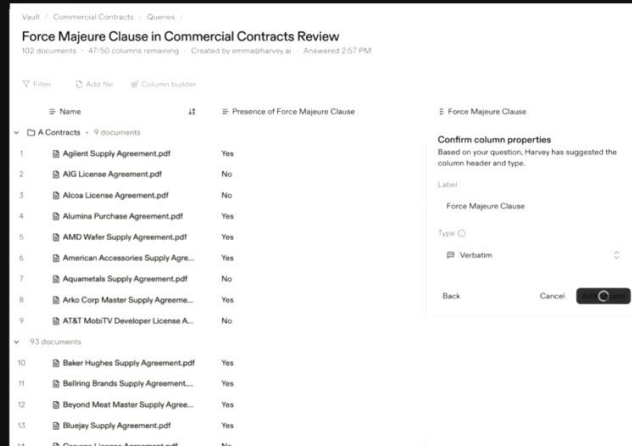 Vault / Commercial Contracts / Queries /
Force Majeure Clause in Commercial Contracts Review
102 documents · 47/50 columns remaining · Created by emma@harvey.ai · Answered 2:57 PM
Filter Add file Column builder
Name Presence of Force Majeure Clause Force Majeure Clause
A Contracts • 9 documents
1 Agilent Supply Agreement.pdf Yes
2 AIG License Agreement.pdf No
3 Alcoa License Agreement.pdf No
4 Alumina Purchase Agreement.pdf Yes
5 AMD Wafer Supply Agreement.pdf Yes
6 American Accessories Supply Agre... Yes
7 Aquametals Supply Agreement.pdf No
8 Arko Corp Master Supply Agreeme... Yes
9 AT&T MobiTV Developer License A... No
93 documents
10 Baker Hughes Supply Agreement.pdf Yes
11 Bellring Brands Supply Agreement.... Yes
12 Beyond Meat Master Supply Agree... Yes
13 Bluejay Supply Agreement.pdf Yes
Confirm column properties
Based on your question, Harvey has suggested the
column header and type.
Label
Force Majeure Clause
Type
Verbatim
Back Cancel